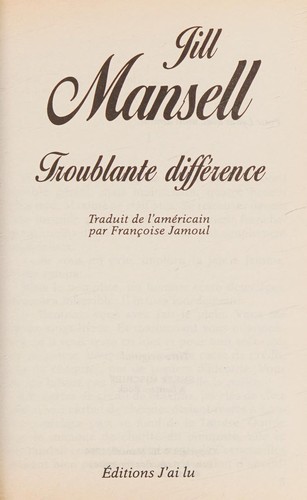 Jill
Mansell
Troublante différence
Traduit de l'américain
par Françoise Jamoul
Éditions J'ai lu